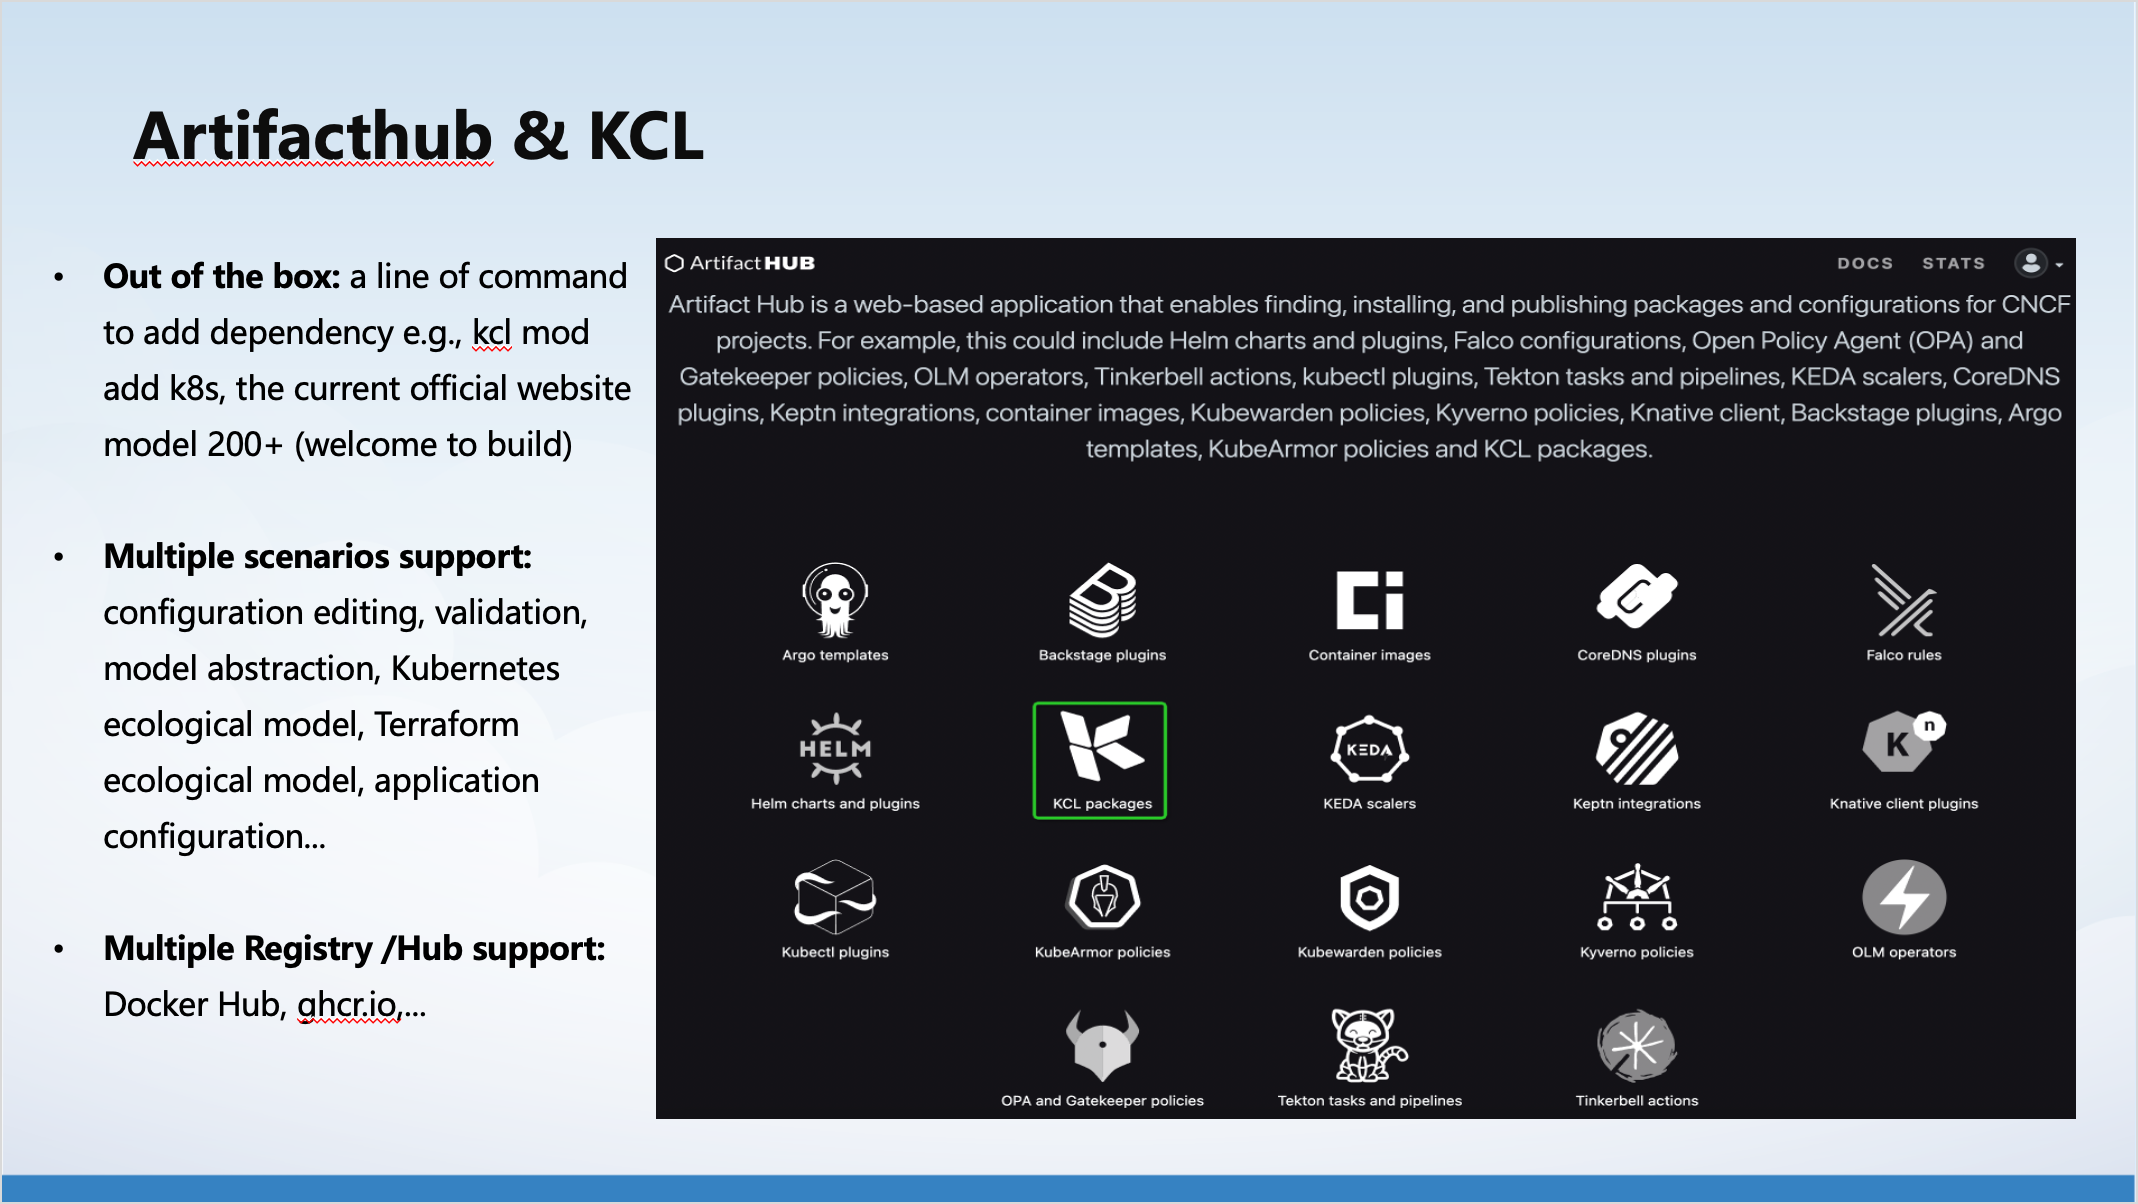 Artifacthub & KCL
• Out of the box: a line of command
to add dependency e.g., kcl mod
add k8s, the current official website
model 200+ (welcome to build)
• Multiple scenarios support:
configuration editing, validation,
model abstraction, Kubernetes
ecological model, Terraform
ecological model, application
configuration...
• Multiple Registry /Hub support:
Docker Hub, ghcr.io,...
Artifact HUB
DOCS STATS
Artifact Hub is a web-based application that enables finding, installing, and publishing packages and configurations for CNCF
projects. For example, this could include Helm charts and plugins, Falco configurations, Open Policy Agent (OPA) and
Gatekeeper policies, OLM operators, Tinkerbell actions, kubectl plugins, Tekton tasks and pipelines, KEDA scalers, CoreDNS
plugins, Keptn integrations, container images, Kubewarden policies, Kyverno policies, Knative client, Backstage plugins, Argo
templates, KubeArmor policies and KCL packages.
Ci
Argo templates
Backstage plugins
Container images
CoreDNS plugins
Falco rules
HELM
KEDA
K n
Helm charts and plugins
KCL packages
KEDA scalers
Keptn integrations
Knative client plugins
Kubectl plugins
KubeArmor policies
Kubewarden policies
Kyverno policies
OLM operators
OPA and Gatekeeper policies
Tekton tasks and pipelines
Tinkerbell actions